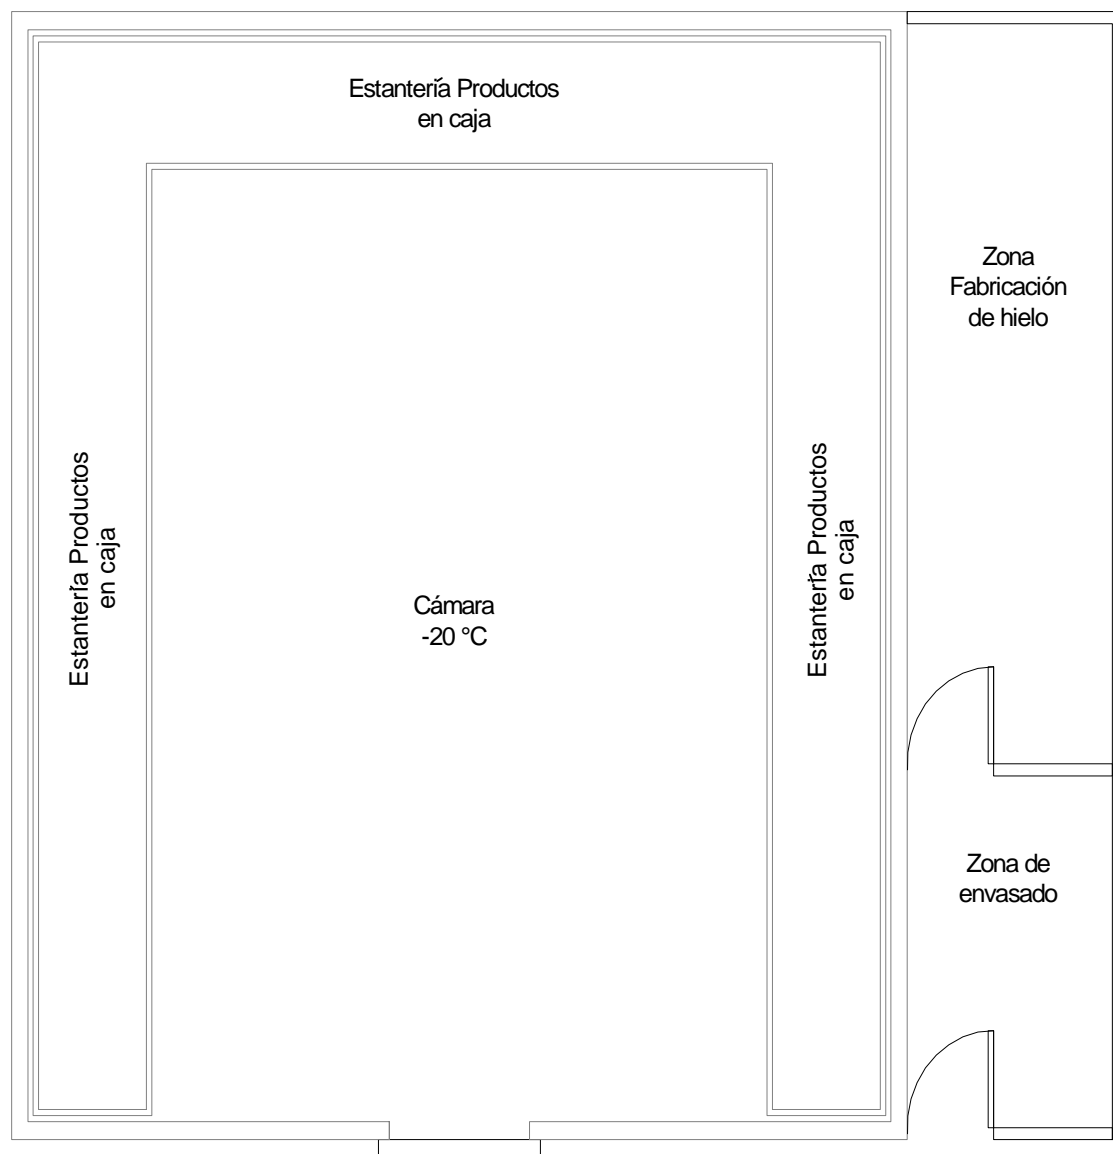 Estantería Productos
en caja
Zona
Fabricación
de hielo
Estantería Productos
en caja
Estantería Productos
en caja
Cámara
-20 °C
Zona de
envasado